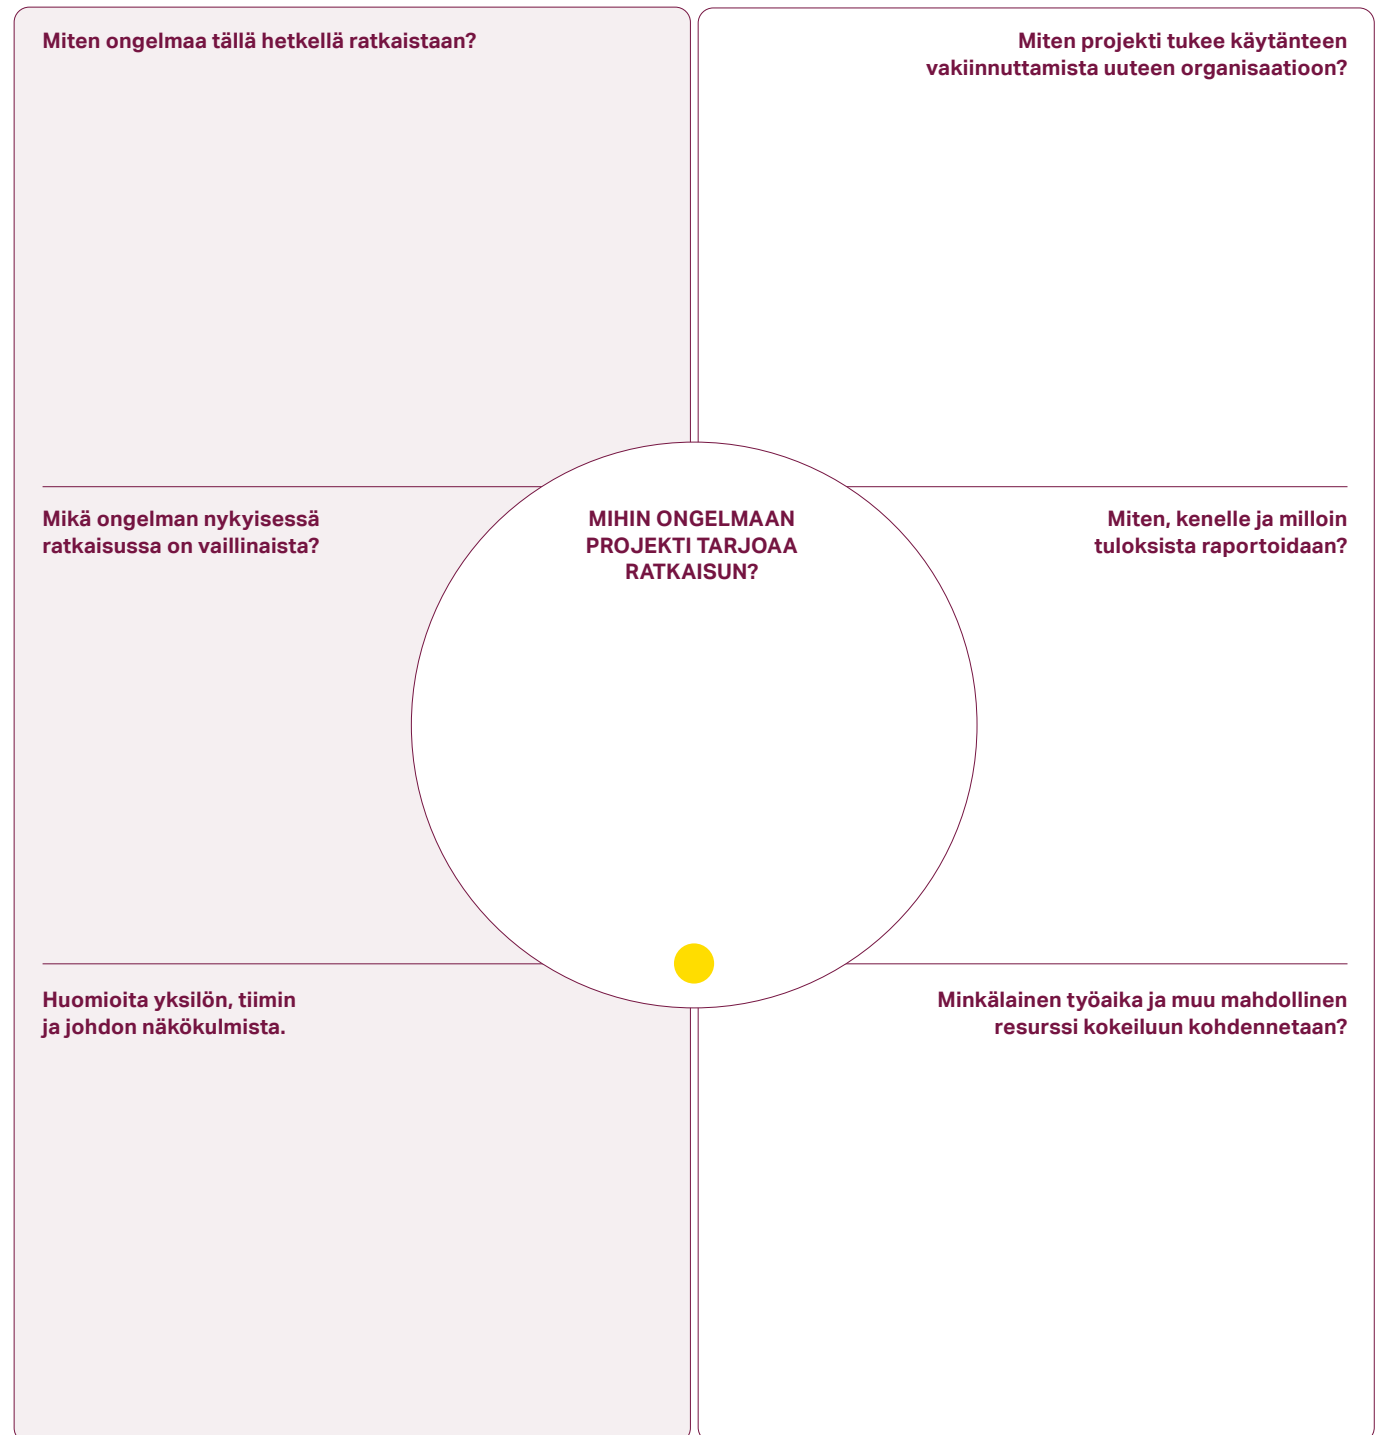 Miten ongelmaa tällä hetkellä ratkaistaan?
Miten projekti tukee käytänteen
vakiinnuttamista uuteen organisaatioon?
Mikä ongelman nykyisessä
ratkaisussa on vaillinaista?
MIHIN ONGELMAAN
PROJEKTI TARJOAA
RATKAISUN?
Miten, kenelle ja milloin
tuloksista raportoidaan?
Huomioita yksilön, tiimin
ja johdon näkökulmista.
Minkälainen työaika ja muu mahdollinen
resurssi kokeiluun kohdennetaan?